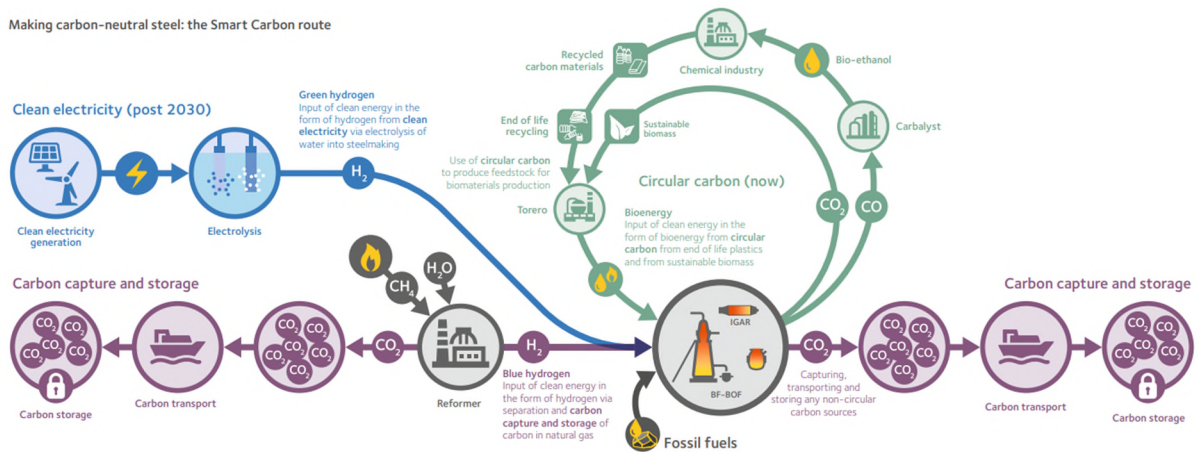 Making carbon-neutral steel: the Smart Carbon route
Clean electricity (post 2030)
Clean electricity
generation
Electrolysis
Green hydrogen
Input of clean energy in the
form of hydrogen from clean
electricity via electrolysis of
water into steelmaking
H2
Recycled
carbon materials
Chemical industry
Bio-ethanol
End of life
recycling
Sustainable
biomass
Carbalyst
Use of circular carbon
to produce feedstock for
biomaterials production
Circular carbon (now)
Torero
Bioenergy
Input of clean energy in the
form of bioenergy from circular
carbon from end of life plastics
and from sustainable biomass
CO2
CO
Carbon capture and storage
CO2
CO2
CO2
CO2
CO2
CO2
Carbon storage
Carbon transport
CO2
CO2
CO2
CO2
CO2
CO2
CO2
CO2
CH4
H2O
Reformer
H2
Blue hydrogen
Input of clean energy in
the form of hydrogen via
separation and carbon
capture and storage of
carbon in natural gas
IGAR
BF-BOF
Fossil fuels
CO2
Capturing,
transporting and
storing any non-circular
carbon sources
Carbon capture and storage
CO2
CO2
CO2
CO2
CO2
CO2
CO2
Carbon transport
CO2
CO2
CO2
CO2
CO2
CO2
Carbon storage